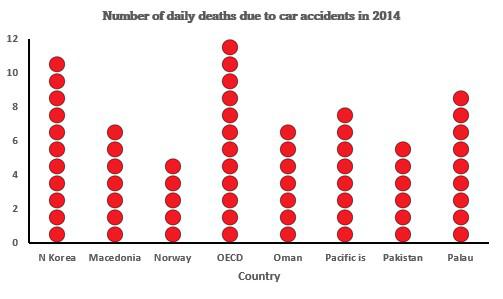 Number of daily deaths due to car accidents in 2014
12
10
8
6
4
2
0
N Korea Macedonia Norway OECD Oman Pacific is Pakistan Palau
Country